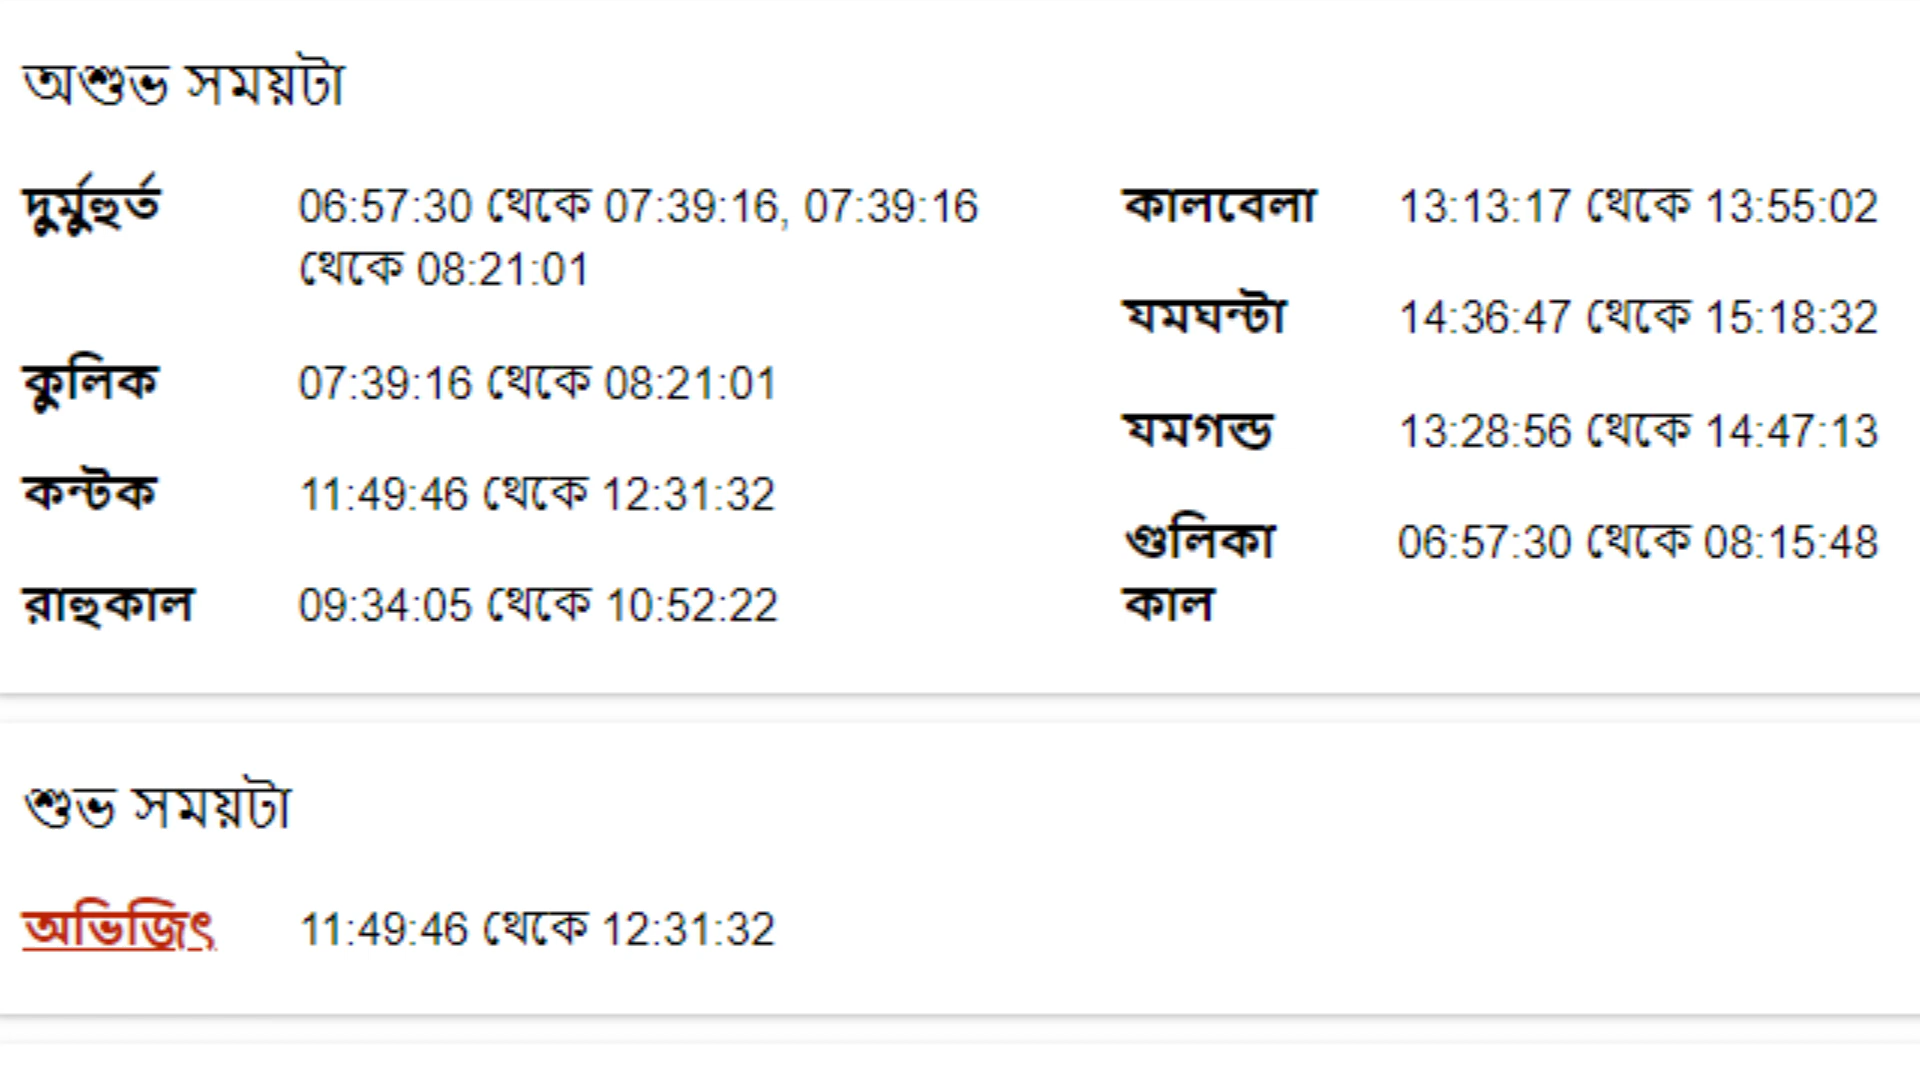 অশুভ সময়টা
দুর্মুহুর্ত 06:57:30 থেকে 07:39:16, 07:39:16
থেকে 08:21:01
কুলিক 07:39:16 থেকে 08:21:01
কন্টক 11:49:46 থেকে 12:31:32
রাহুকাল 09:34:05 থেকে 10:52:22
কালবেলা 13:13:17 থেকে 13:55:02
যমঘন্টা 14:36:47 থেকে 15:18:32
যমগন্ড 13:28:56 থেকে 14:47:13
গুলিকা 06:57:30 থেকে 08:15:48
কাল
শুভ সময়টা
অভিজিৎ 11:49:46 থেকে 12:31:32